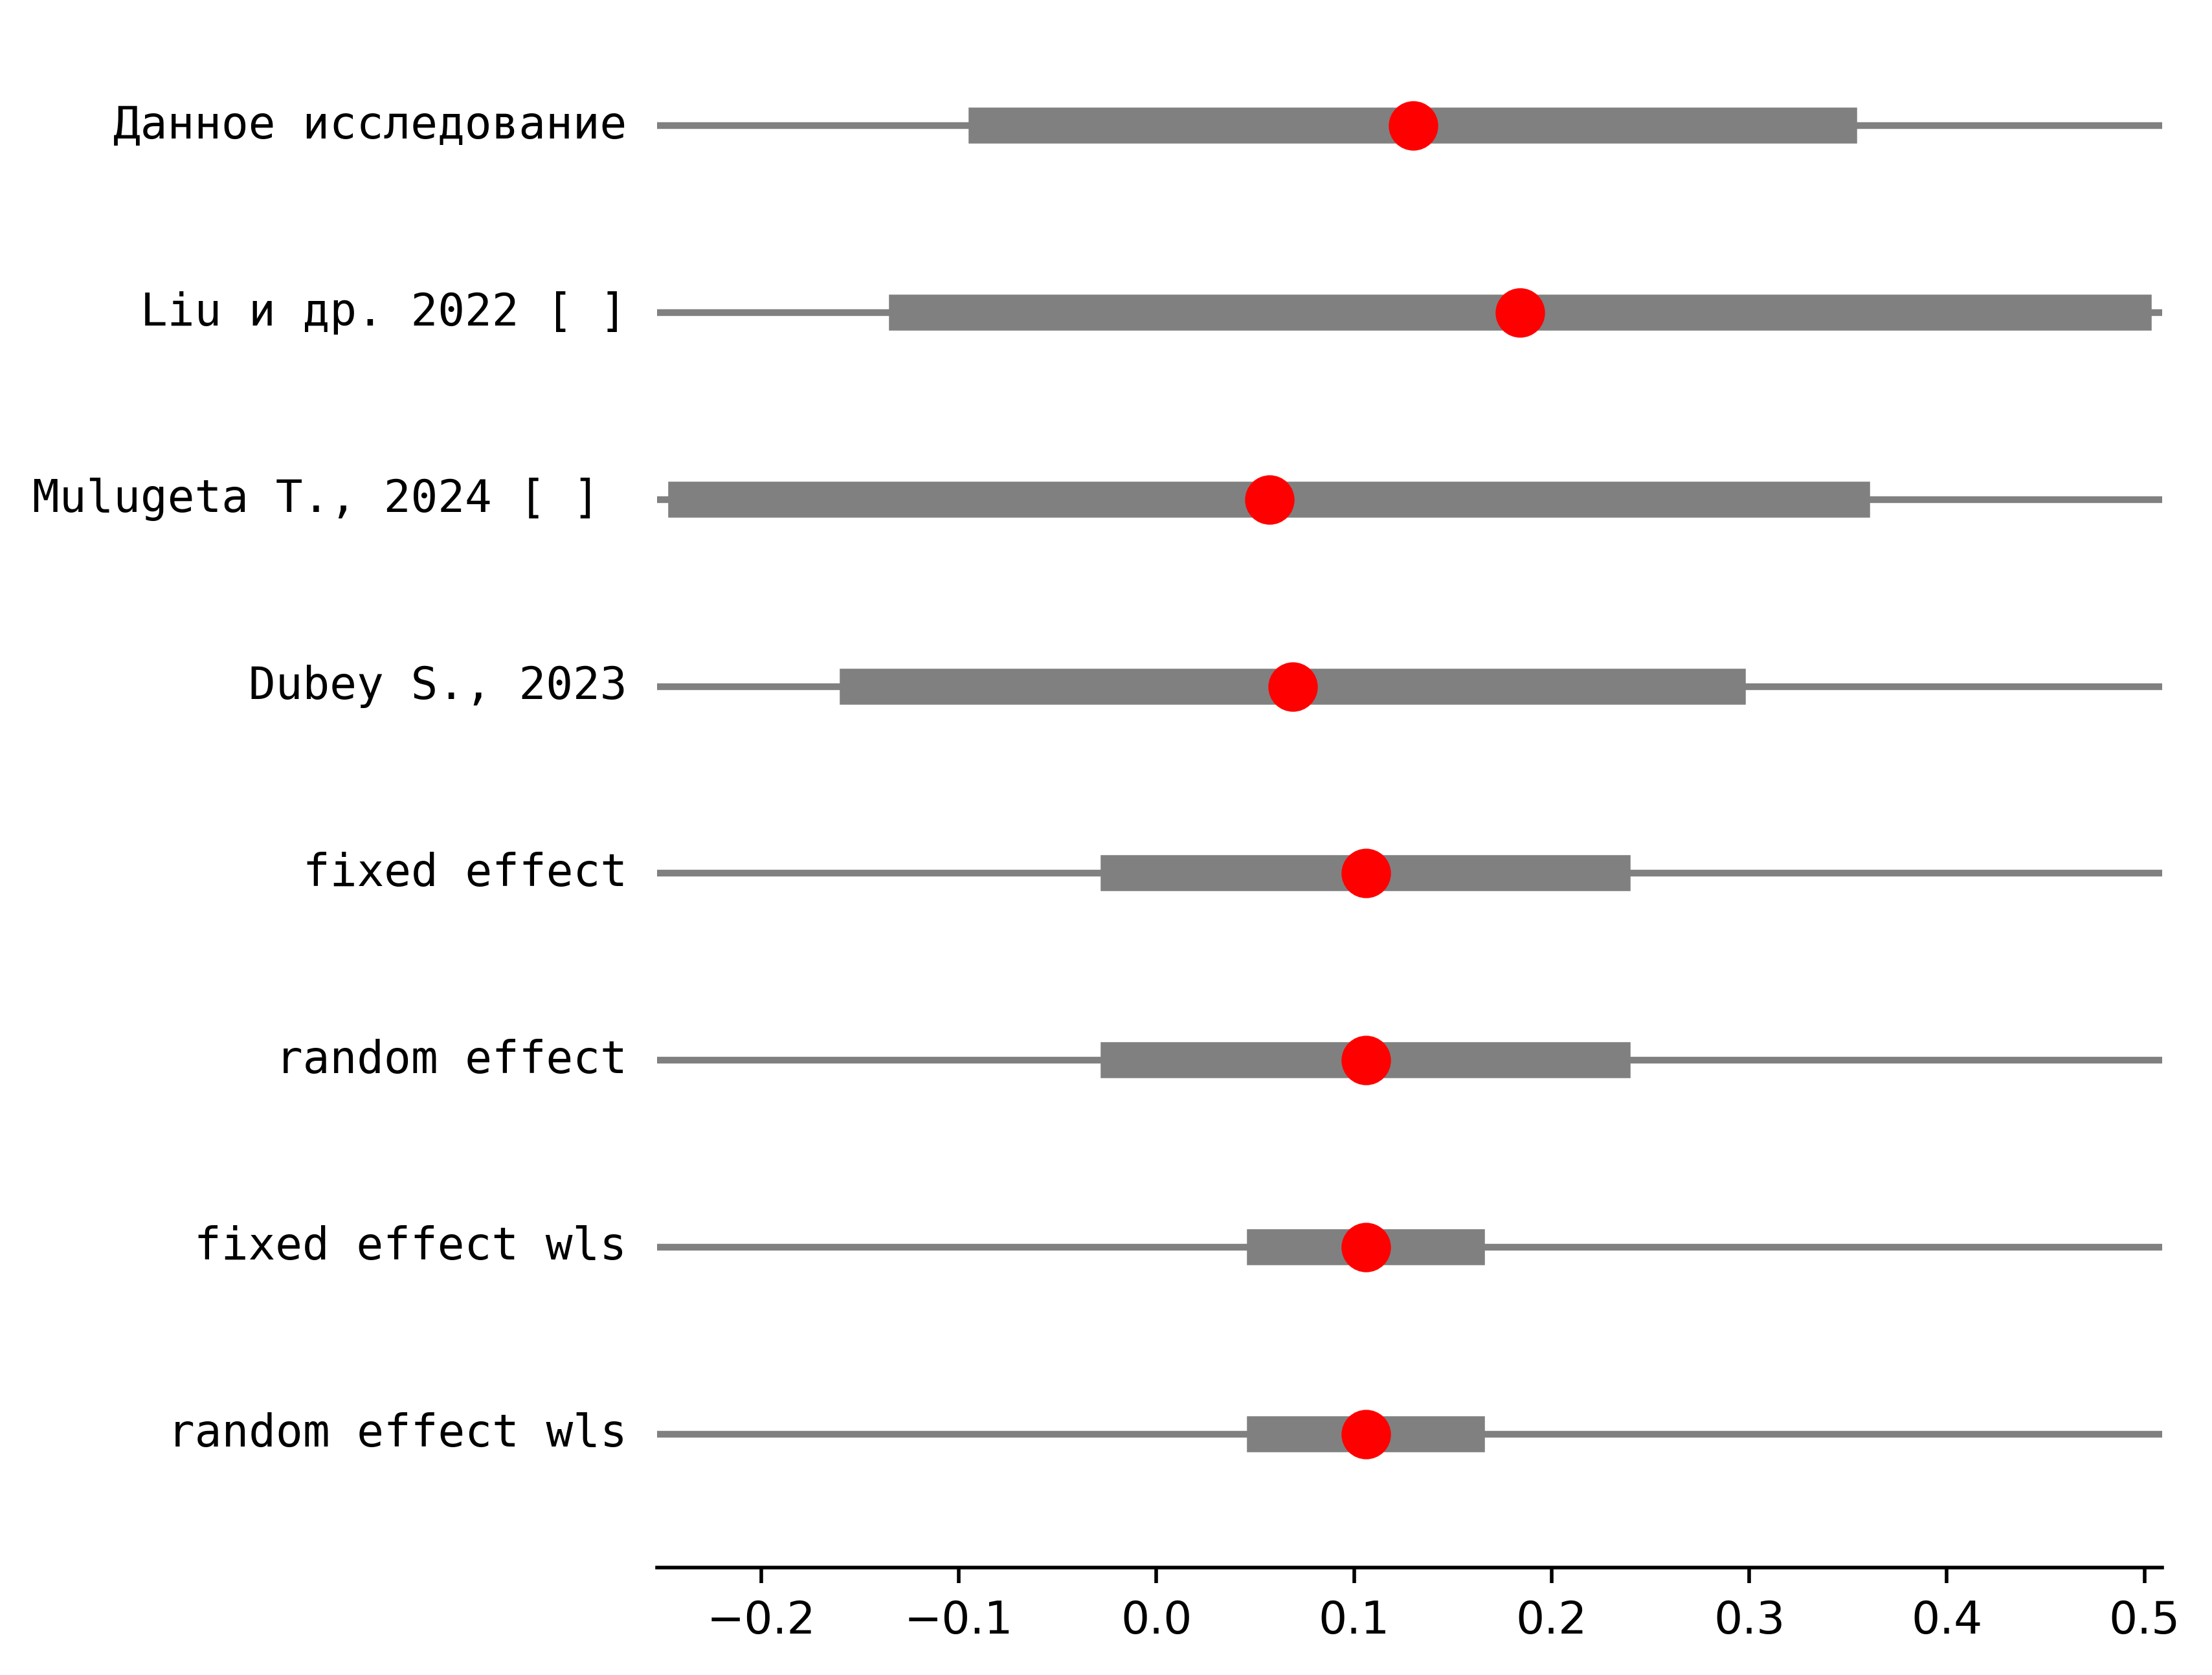 Данное исследование
Liu и др. 2022 [ ]
Mulugeta T., 2024 [ ]
Dubey S., 2023
fixed effect
random effect
fixed effect wls
random effect wls
−0.2 −0.1 0.0 0.1 0.2 0.3 0.4 0.5